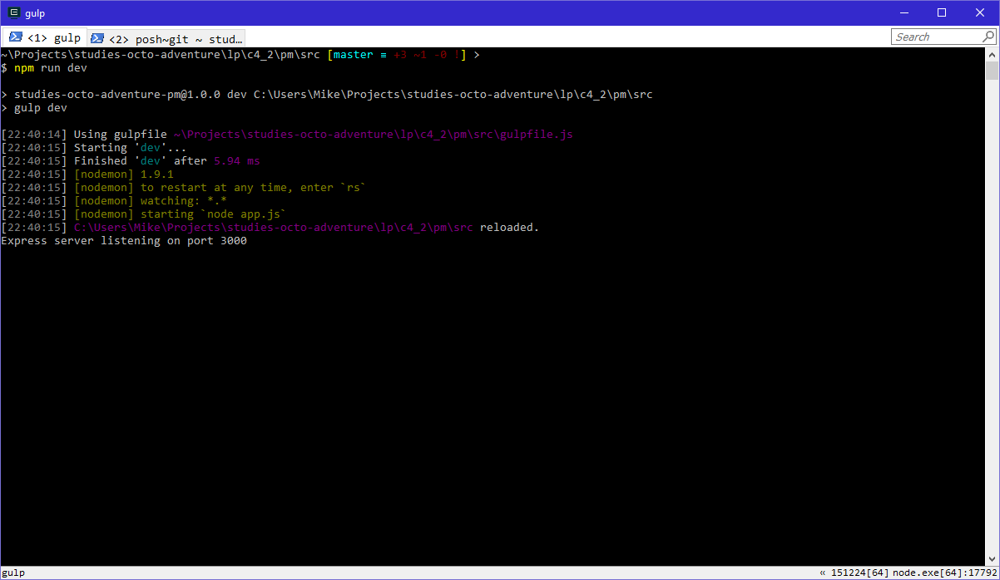 gulp
<1> gulp
<2> posh~git ~ stud...
Search
~\Projects\studies-octo-adventure\lp\c4_2\pm\src [master ≡ +3 ~1 -0 !] >
$ npm run dev
> studies-octo-adventure-pm@1.0.0 dev C:\Users\Mike\Projects\studies-octo-adventure\lp\c4_2\pm\src
> gulp dev
[22:40:14] Using gulpfile ~\Projects\studies-octo-adventure\lp\c4_2\pm\src\gulpfile.js
[22:40:15] Starting 'dev'...
[22:40:15] Finished 'dev' after 5.94 ms
[22:40:15] [nodemon] 1.9.1
[22:40:15] [nodemon] to restart at any time, enter `rs`
[22:40:15] [nodemon] watching: *.*
[22:40:15] [nodemon] starting `node app.js`
[22:40:15] C:\Users\Mike\Projects\studies-octo-adventure\lp\c4_2\pm\src reloaded.
Express server listening on port 3000
gulp
« 151224[64] node.exe[64]:17792